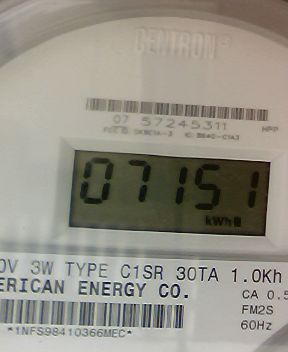 CENTRON®
07 57245311
HPP
07151
kWh
0V 3W TYPE C1SR 30TA 1.0Kh
ERICAN ENERGY CO.
CA 0.5
FM2S
*1NFS98410366MEC*
60Hz